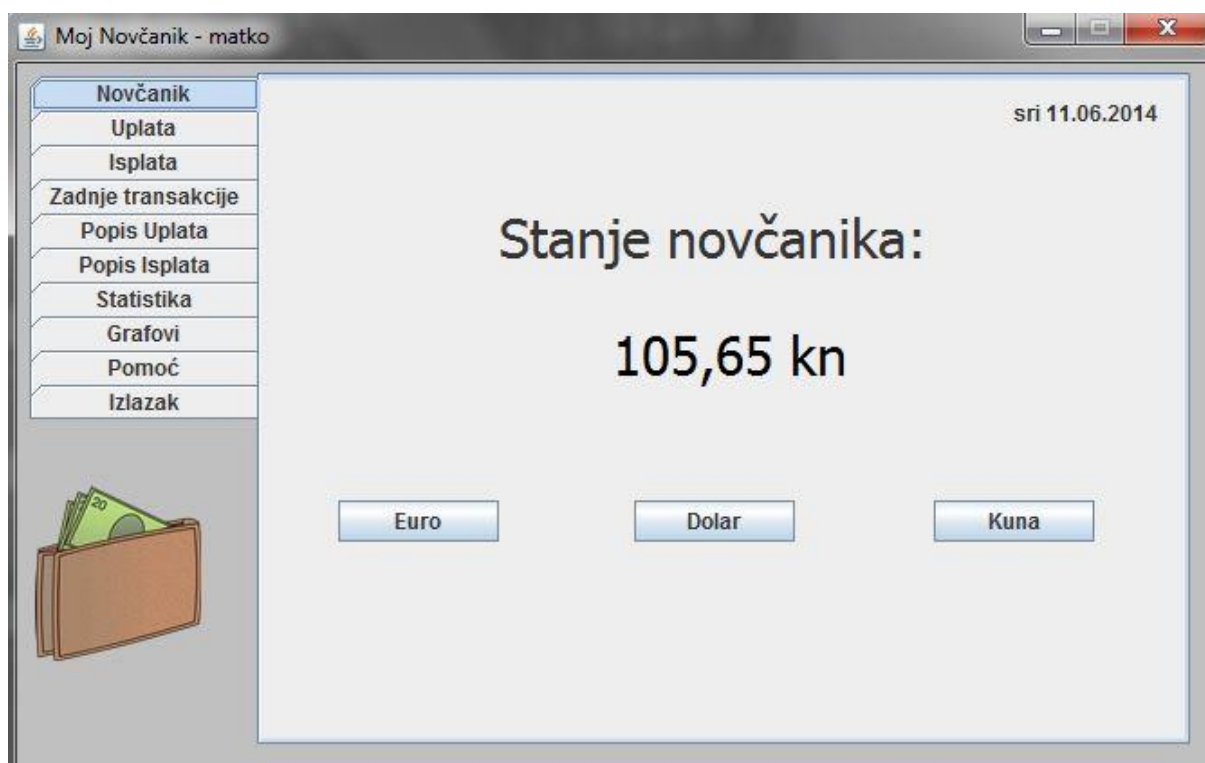 Moj Novčanik - matko
Novčanik
Uplata
Isplata
Zadnje transakcije
Popis Uplata
Popis Isplata
Statistika
Grafovi
Pomoć
Izlazak
sri 11.06.2014
Stanje novčanika:
105,65 kn
Euro
Dolar
Kuna
20